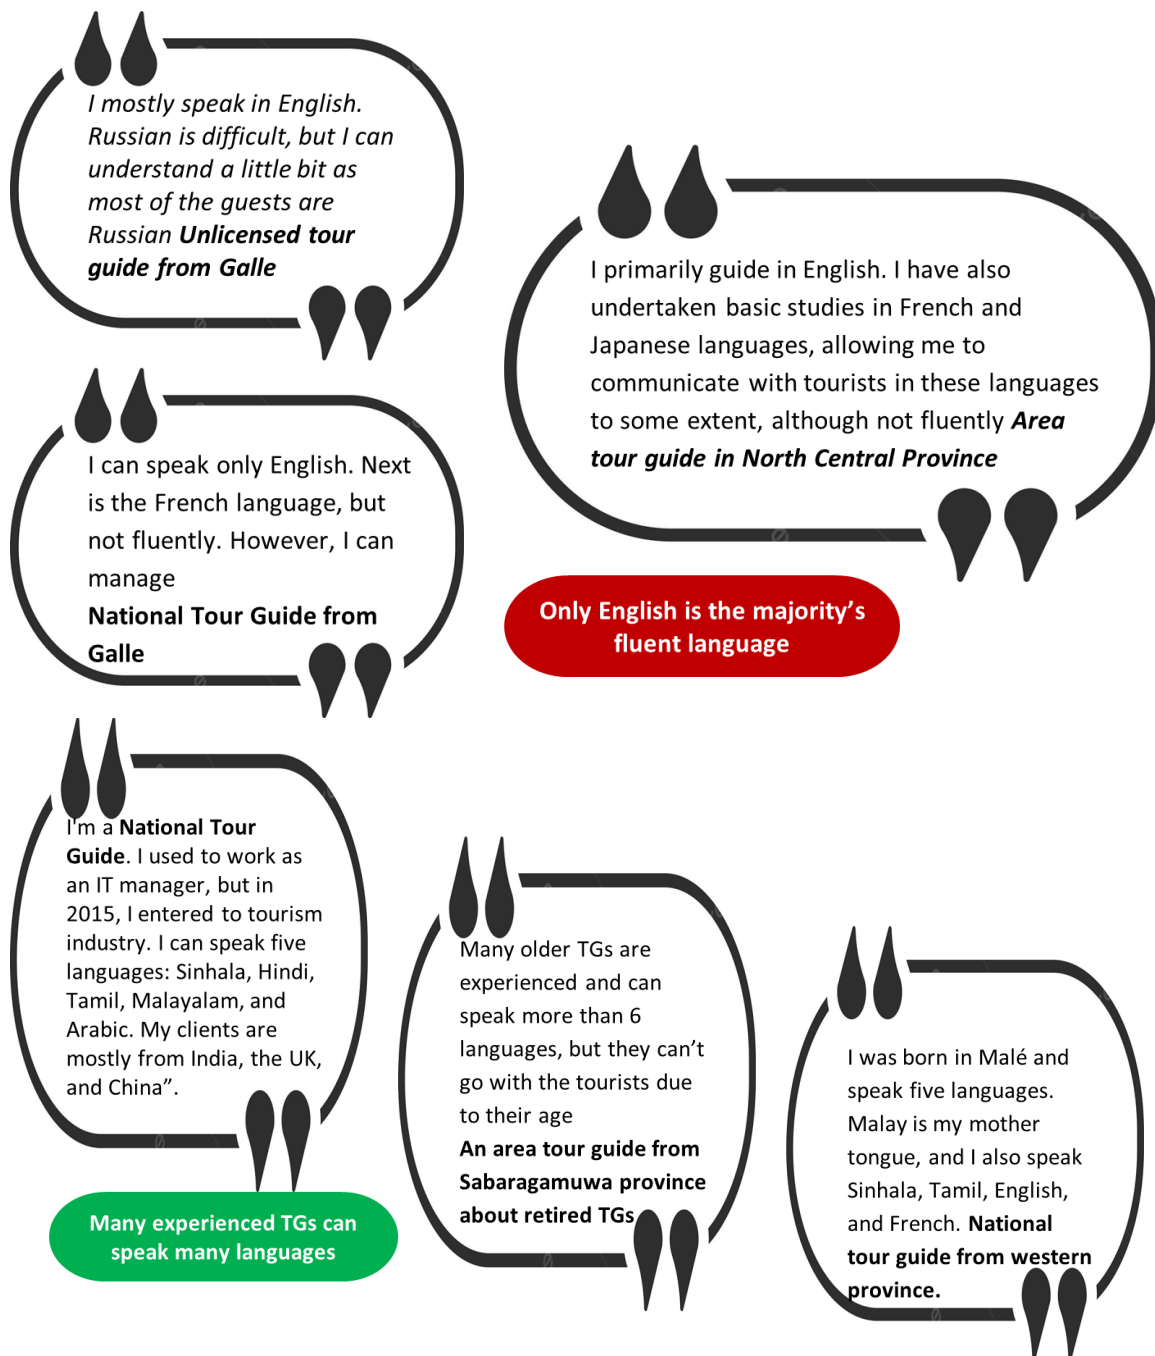 I mostly speak in English.
Russian is difficult, but I can
understand a little bit as
most of the guests are
Russian Unlicensed tour
guide from Galle
I primarily guide in English. I have also
undertaken basic studies in French and
Japanese languages, allowing me to
communicate with tourists in these languages
to some extent, although not fluently Area
tour guide in North Central Province
I can speak only English. Next
is the French language, but
not fluently. However, I can
manage
National Tour Guide from
Galle
Only English is the majority’s
fluent language
I'm a National Tour
Guide. I used to work as
an IT manager, but in
2015, I entered to tourism
industry. I can speak five
languages: Sinhala, Hindi,
Tamil, Malayalam, and
Arabic. My clients are
mostly from India, the UK,
and China”.
Many older TGs are
experienced and can
speak more than 6
languages, but they can’t
go with the tourists due
to their age
An area tour guide from
Sabaragamuwa province
about retired TGs
I was born in Malé and
speak five languages.
Malay is my mother
tongue, and I also speak
Sinhala, Tamil, English,
and French. National
tour guide from western
province.
Many experienced TGs can
speak many languages